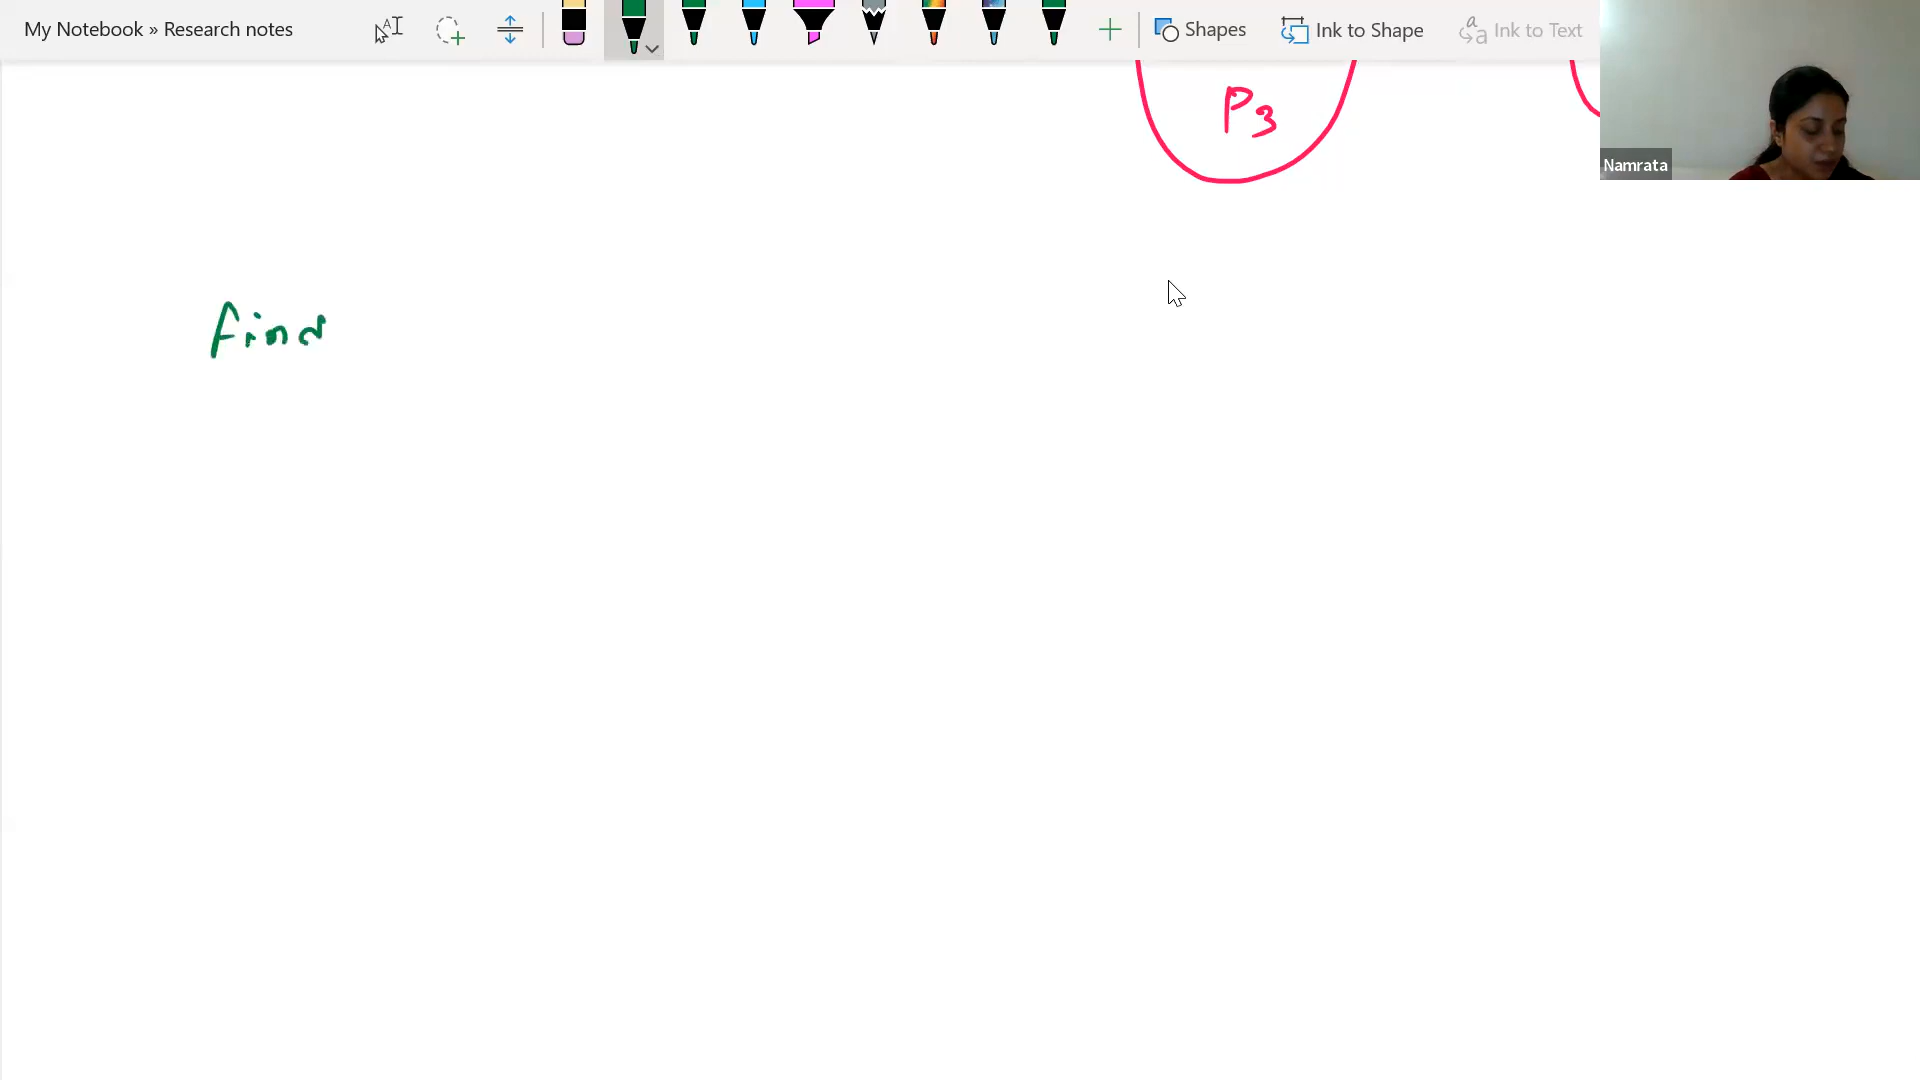 My Notebook » Research notes
Shapes
Ink to Shape
Ink to Text
P3
Namrata
find